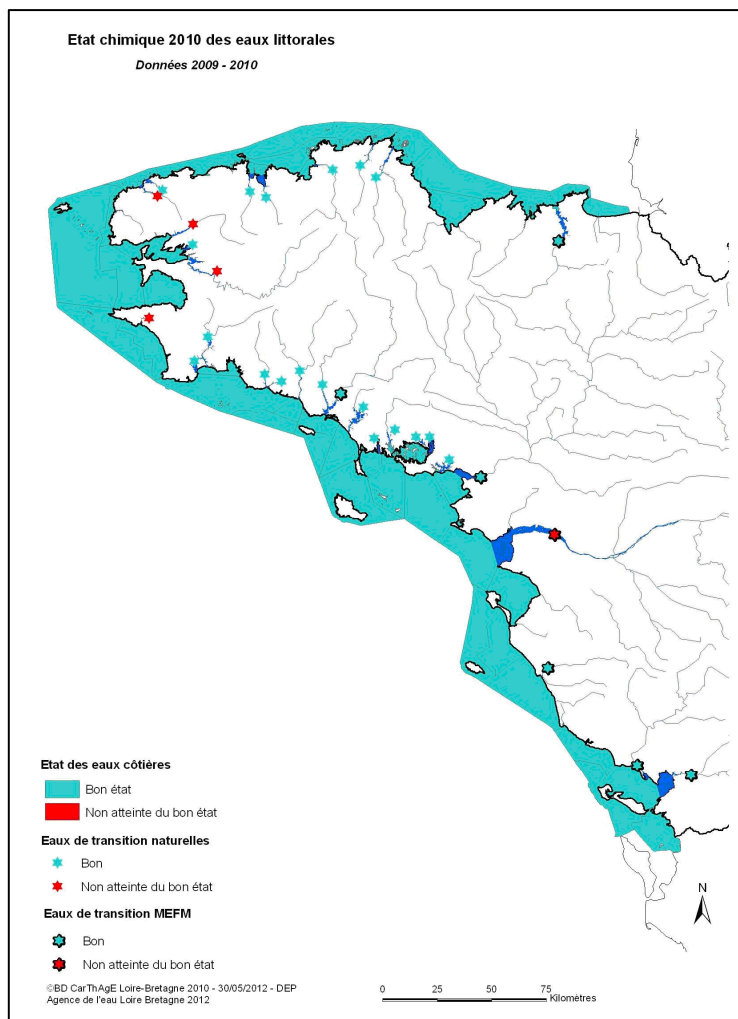 Etat chimique 2010 des eaux littorales
Données 2009 - 2010
Etat des eaux côtières
Bon état
Non atteinte du bon état
Eaux de transition naturelles
Bon
Non atteinte du bon état
Eaux de transition MEFM
Bon
Non atteinte du bon état
N
©BD CarThAgE Loire-Bretagne 2010 - 30/05/2012 - DEP
Agence de l'eau Loire Bretagne 2012
0 25 50 75
Kilomètres